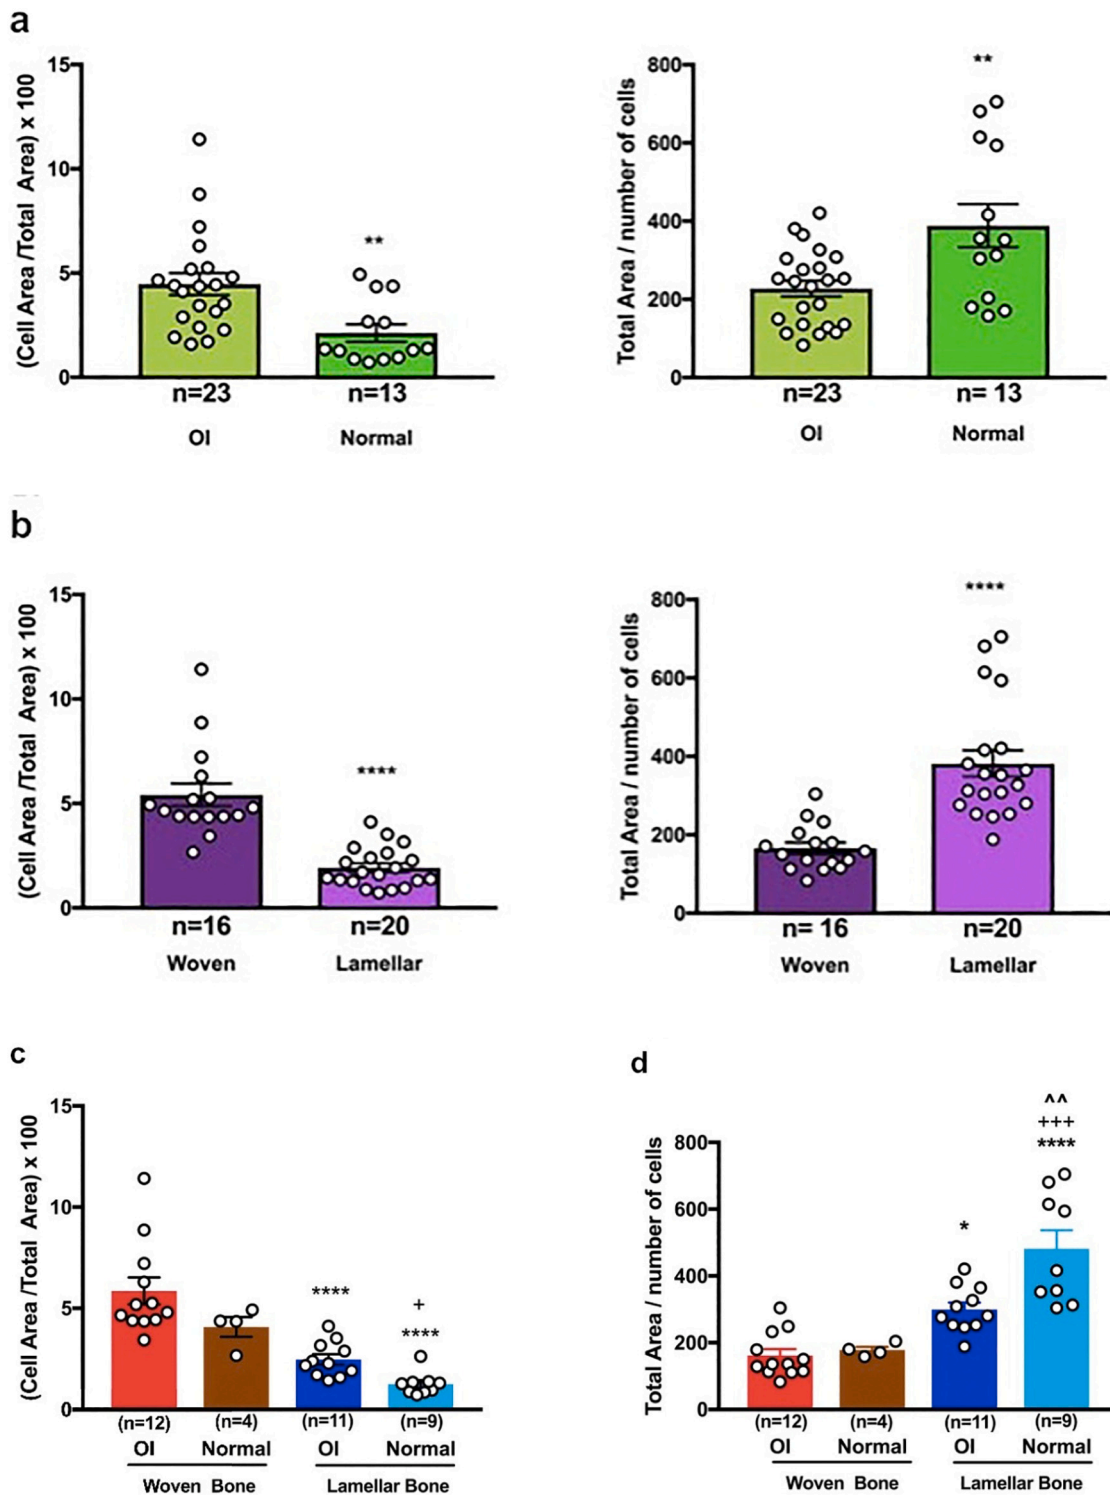 a
(Cell Area /Total Area) x 100
15
10
5
0
**
n=23
n=13
OI
Normal
Total Area / number of cells
800
600
400
200
0
**
n=23
n= 13
OI
Normal
b
(Cell Area /Total Area) x 100
15
10
5
0
****
n=16
n=20
Woven
Lamellar
Total Area / number of cells
800
600
400
200
0
****
n= 16
n=20
Woven
Lamellar
c
(Cell Area /Total Area) x 100
15
10
5
0
****
+
****
(n=12)
(n=4)
(n=11)
(n=9)
OI
Normal
OI
Normal
Woven Bone
Lamellar Bone
d
Total Area / number of cells
800
600
400
200
0
*
^^
+++
****
(n=12)
(n=4)
(n=11)
(n=9)
OI
Normal
OI
Normal
Woven Bone
Lamellar Bone